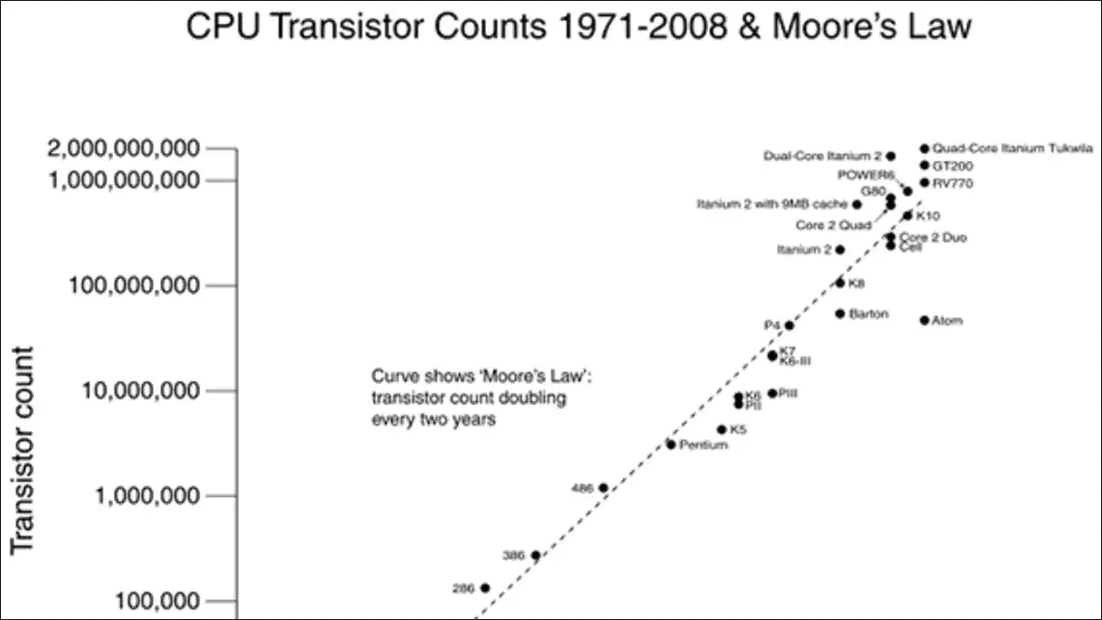 CPU Transistor Counts 1971-2008 & Moore's Law
2,000,000,000
1,000,000,000
100,000,000
10,000,000
1,000,000
100,000
Transistor count
Curve shows 'Moore's Law':
transistor count doubling
every two years
Quad-Core Itanium Tukwila
Dual-Core Itanium 2
GT200
POWER6
RV770
G80
Itanium 2 with 9MB cache
K10
Core 2 Quad
Core 2 Duo
Cell
Itanium 2
K8
Barton
Atom
P4
K7
K6-III
K6
PIII
PII
K5
Pentium
486
386
286